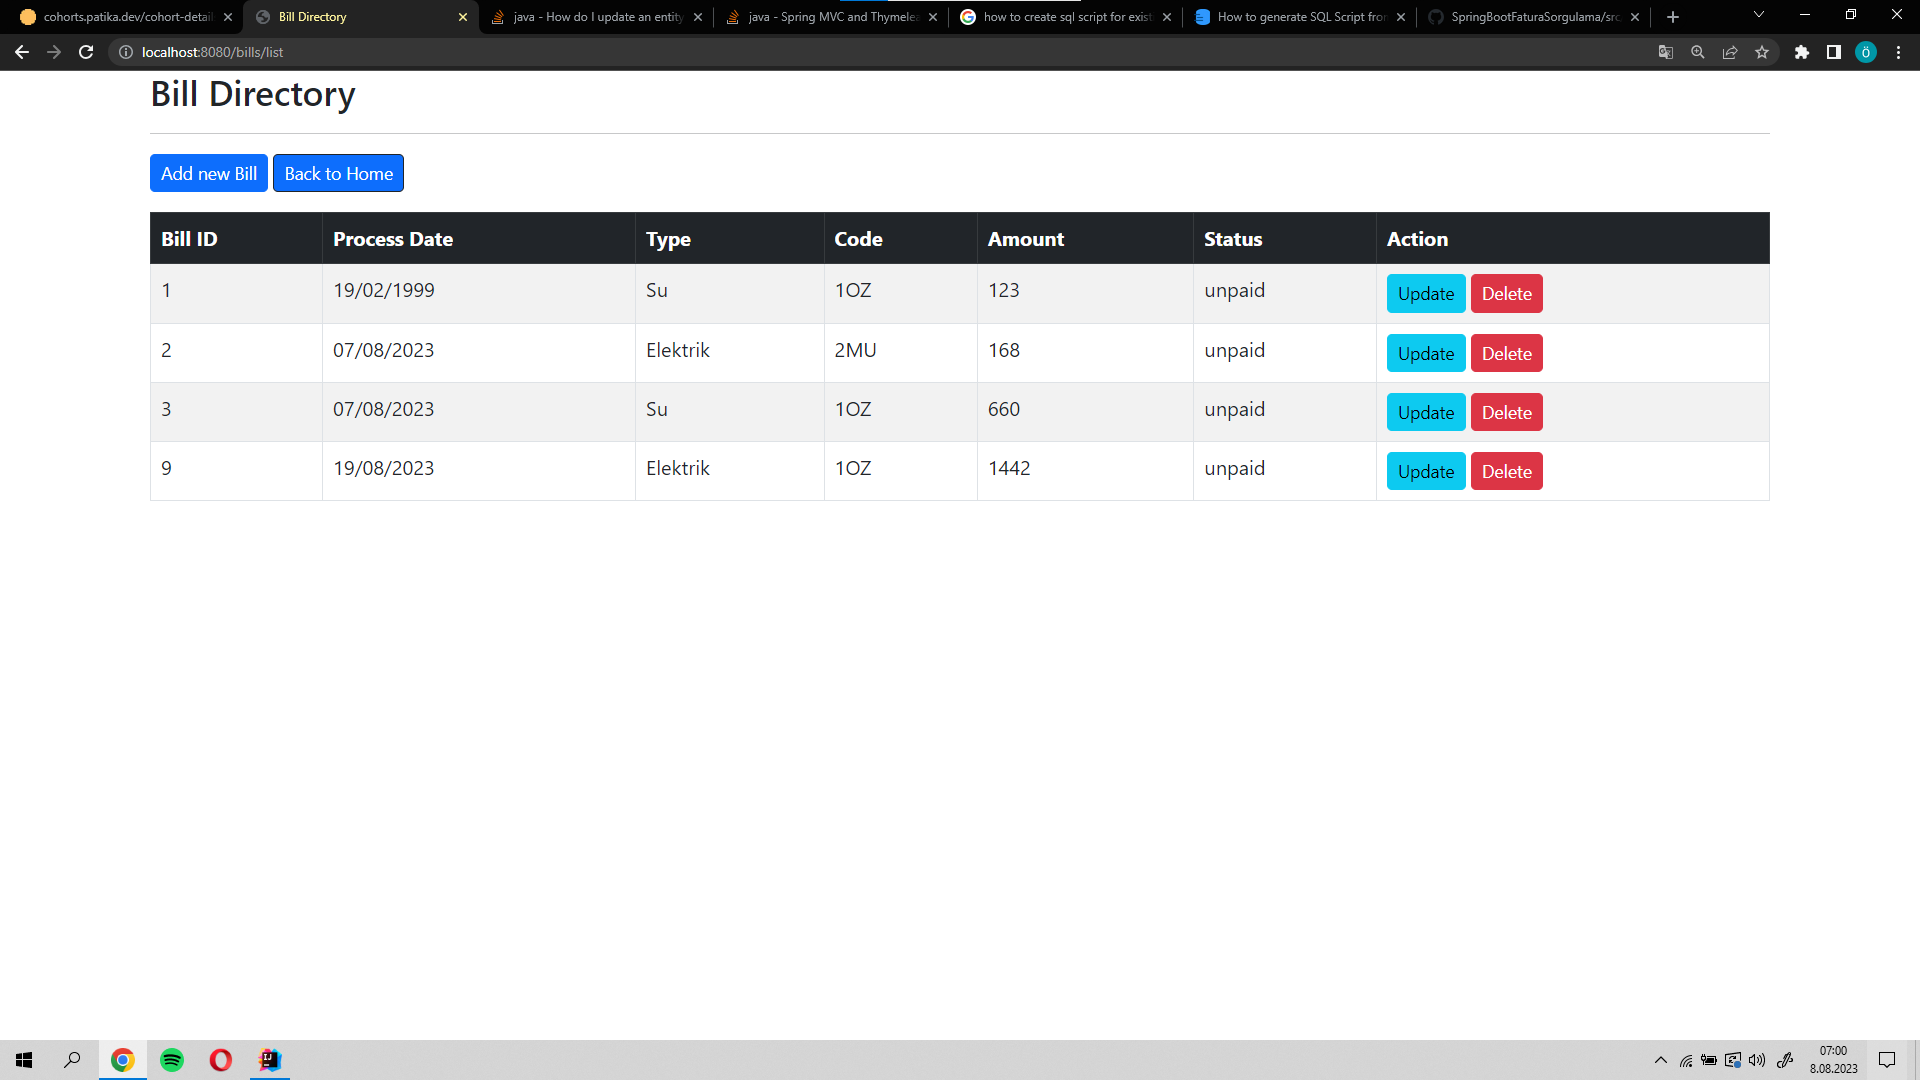 cohorts.patika.dev/cohort-detail
Bill Directory
java - How do I update an entity
java - Spring MVC and Thymelea
how to create sql script for exist
How to generate SQL Script from
SpringBootFaturaSorgulama/src
localhost:8080/bills/list
ö
Bill Directory
Add new Bill Back to Home
Bill ID Process Date Type Code Amount Status Action
1 19/02/1999 Su 1OZ 123 unpaid Update Delete
2 07/08/2023 Elektrik 2MU 168 unpaid Update Delete
3 07/08/2023 Su 1OZ 660 unpaid Update Delete
9 19/08/2023 Elektrik 1OZ 1442 unpaid Update Delete
IJ
07:00
8.08.2023